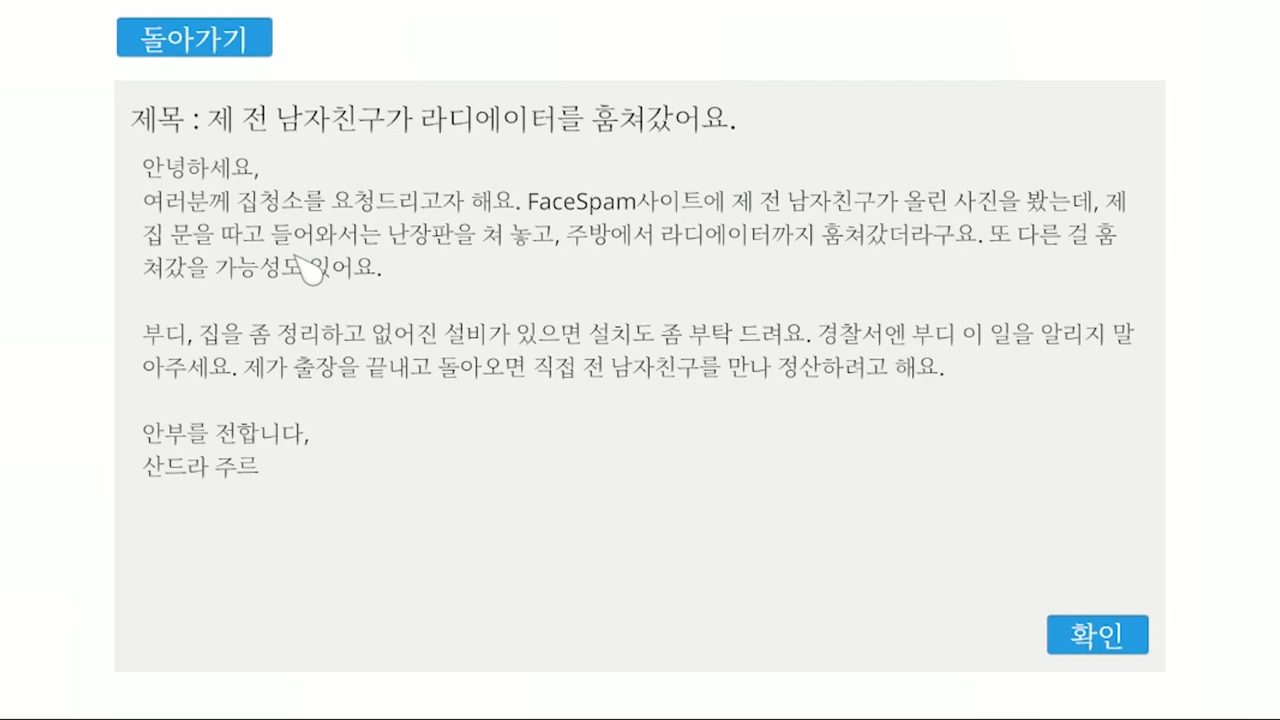 돌아가기
제목 : 제 전 남자친구가 라디에이터를 훔쳐갔어요.
안녕하세요,
여러분께 집청소를 요청드리고자 해요. FaceSpam사이트에 제 전 남자친구가 올린 사진을 봤는데, 제
집 문을 따고 들어와서는 난장판을 쳐 놓고, 주방에서 라디에이터까지 훔쳐갔더라구요. 또 다른 걸 훔
쳐갔을 가능성도 있어요.
부디, 집을 좀 정리하고 없어진 설비가 있으면 설치도 좀 부탁 드려요. 경찰서엔 부디 이 일을 알리지 말
아주세요. 제가 출장을 끝내고 돌아오면 직접 전 남자친구를 만나 정산하려고 해요.
안부를 전합니다,
산드라 주르
확인